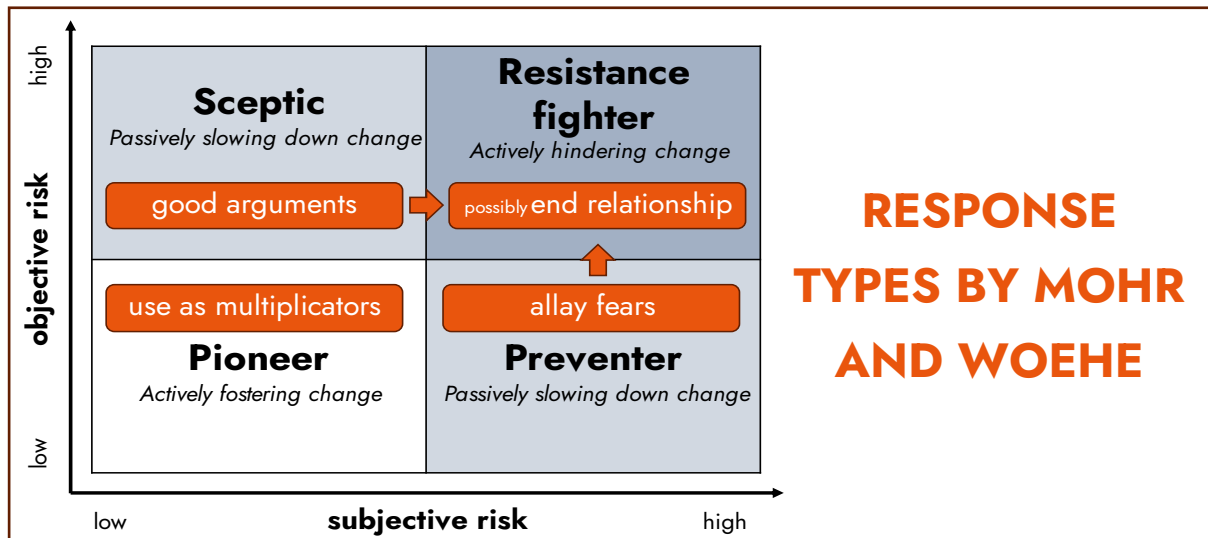 high
objective risk
low
Sceptic
Passively slowing down change
good arguments
Resistance
fighter
Actively hindering change
possibly end relationship
use as multiplicators
Pioneer
Actively fostering change
allay fears
Preventer
Passively slowing down change
low
subjective risk
high
RESPONSE
TYPES BY MOHR
AND WOEHE